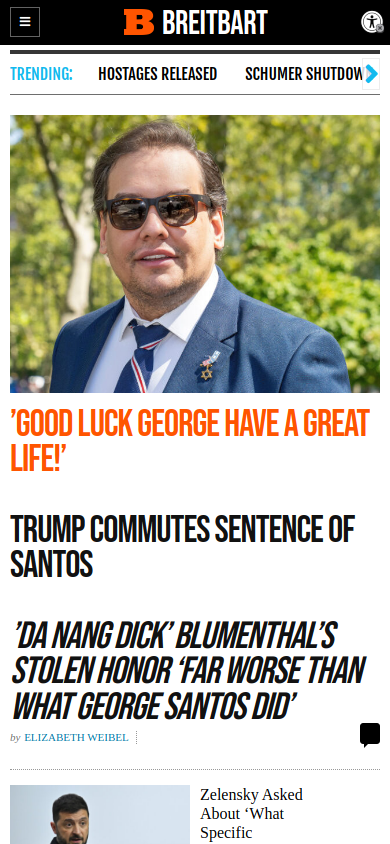 B BREITBART
TRENDING: HOSTAGES RELEASED SCHUMER SHUTDOW
’GOOD LUCK GEORGE HAVE A GREAT
LIFE!’
TRUMP COMMUTES SENTENCE OF
SANTOS
’DA NANG DICK’ BLUMENTHAL’S
STOLEN HONOR ‘FAR WORSE THAN
WHAT GEORGE SANTOS DID’
by ELIZABETH WEIBEL
Zelensky Asked
About ‘What
Specific